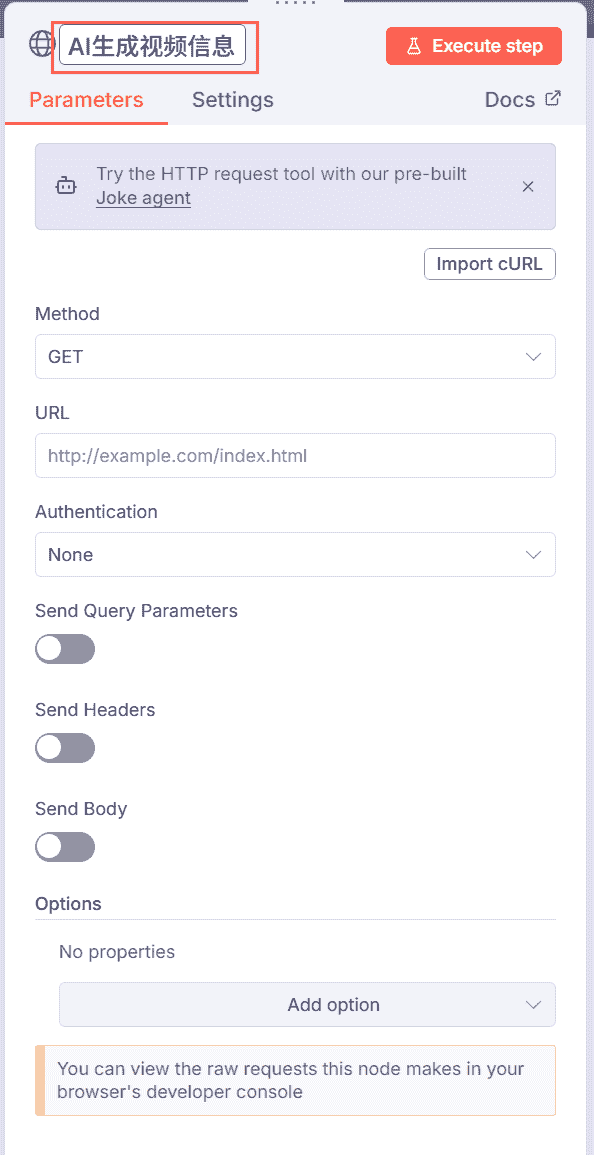 AI生成视频信息
Execute step
Parameters
Settings
Docs
Try the HTTP request tool with our pre-built
Joke agent
Import cURL
Method
GET
URL
http://example.com/index.html
Authentication
None
Send Query Parameters
Send Headers
Send Body
Options
No properties
Add option
You can view the raw requests this node makes in your
browser's developer console